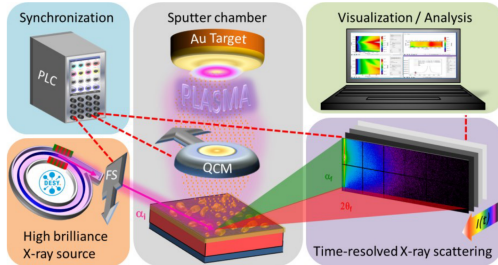 Synchronization
PLC
Sputter chamber
Au Target
PLASMA
QCM
Visualization / Analysis
DESY
FS
High brilliance
X-ray source
αi
αf
2θf
I(t)
Time-resolved X-ray scattering